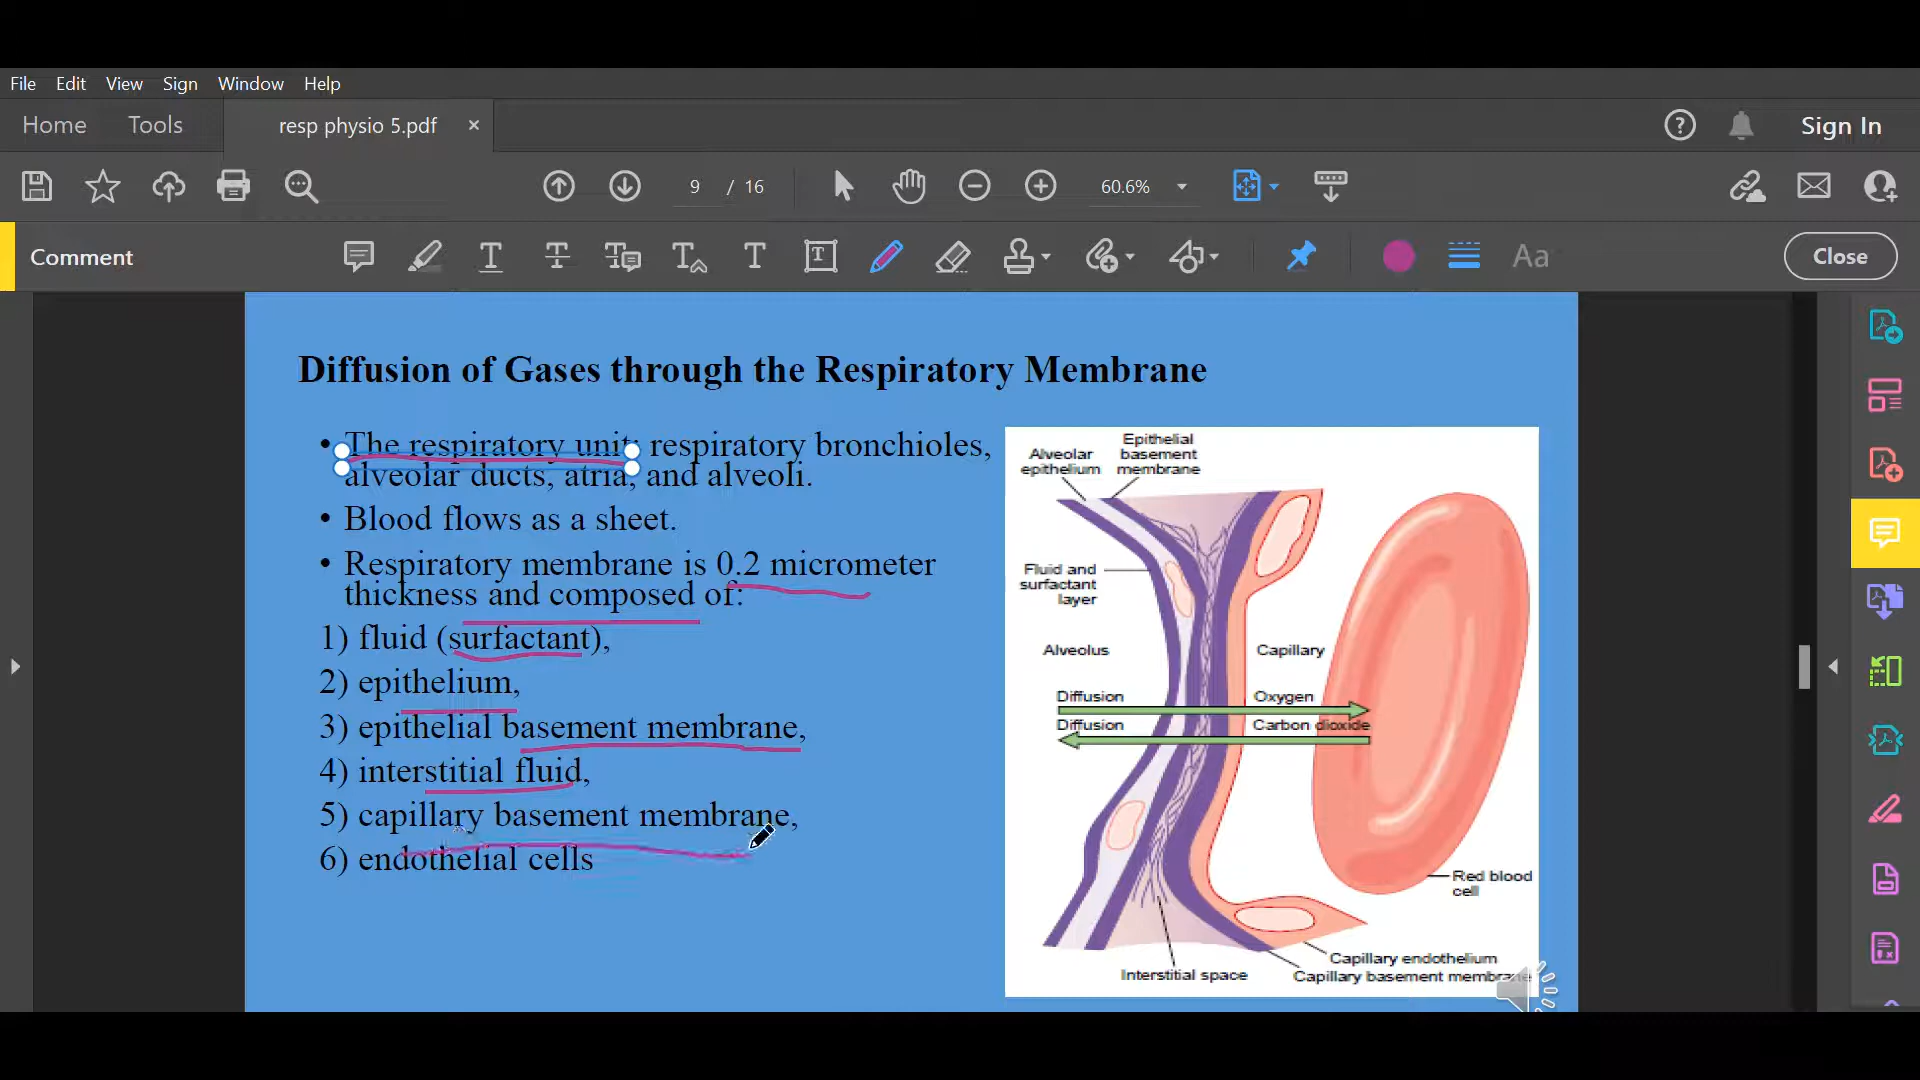 File Edit View Sign Window Help
Home Tools resp physio 5.pdf × Sign In
9 / 16 60.6%
Comment Aa Close
Diffusion of Gases through the Respiratory Membrane
• The respiratory unit: respiratory bronchioles,
alveolar ducts, atria, and alveoli.
• Blood flows as a sheet.
• Respiratory membrane is 0.2 micrometer
thickness and composed of:
1) fluid (surfactant),
2) epithelium,
3) epithelial basement membrane,
4) interstitial fluid,
5) capillary basement membrane,
6) endothelial cells
Alveolar
epithelium
Epithelial
basement
membrane
Fluid and
surfactant
layer
Alveolus
Capillary
Diffusion Oxygen
Diffusion Carbon dioxide
Red blood
cell
Capillary endothelium
Interstitial space
Capillary basement membrane